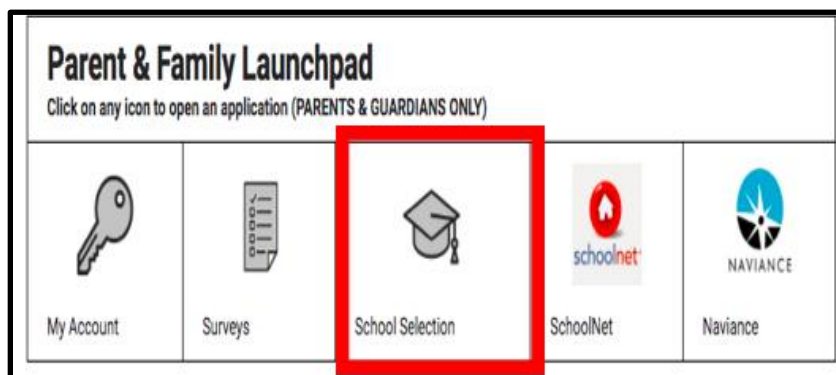 Parent & Family Launchpad
Click on any icon to open an application (PARENTS & GUARDIANS ONLY)
schoolnet
NAVIANCE
My Account
Surveys
School Selection
SchoolNet
Naviance